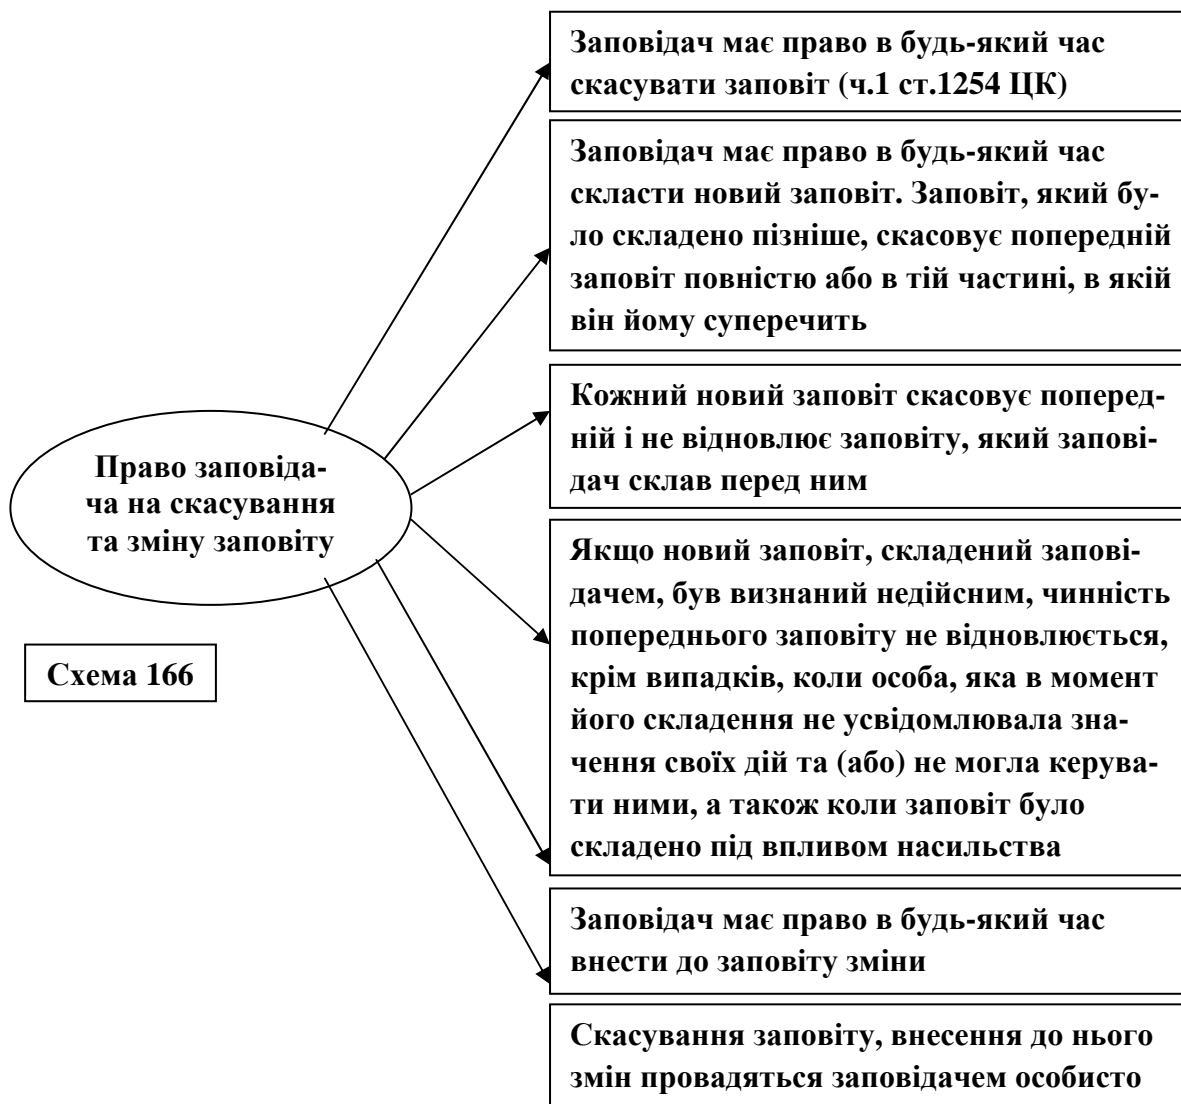 Заповідач має право в будь-який час
скасувати заповіт (ч.1 ст.1254 ЦК)
Заповідач має право в будь-який час
скласти новий заповіт. Заповіт, який бу-
ло складено пізніше, скасовує попередній
заповіт повністю або в тій частині, в якій
він йому суперечить
Кожний новий заповіт скасовує поперед-
ній і не відновлює заповіту, який запові-
дач склав перед ним
Право заповіда-
ча на скасування
та зміну заповіту
Якщо новий заповіт, складений запові-
дачем, був визнаний недійсним, чинність
попереднього заповіту не відновлюється,
крім випадків, коли особа, яка в момент
його складення не усвідомлювала зна-
чення своїх дій та (або) не могла керува-
ти ними, а також коли заповіт було
складено під впливом насильства
Схема 166
Заповідач має право в будь-який час
внести до заповіту зміни
Скасування заповіту, внесення до нього
змін провадяться заповідачем особисто